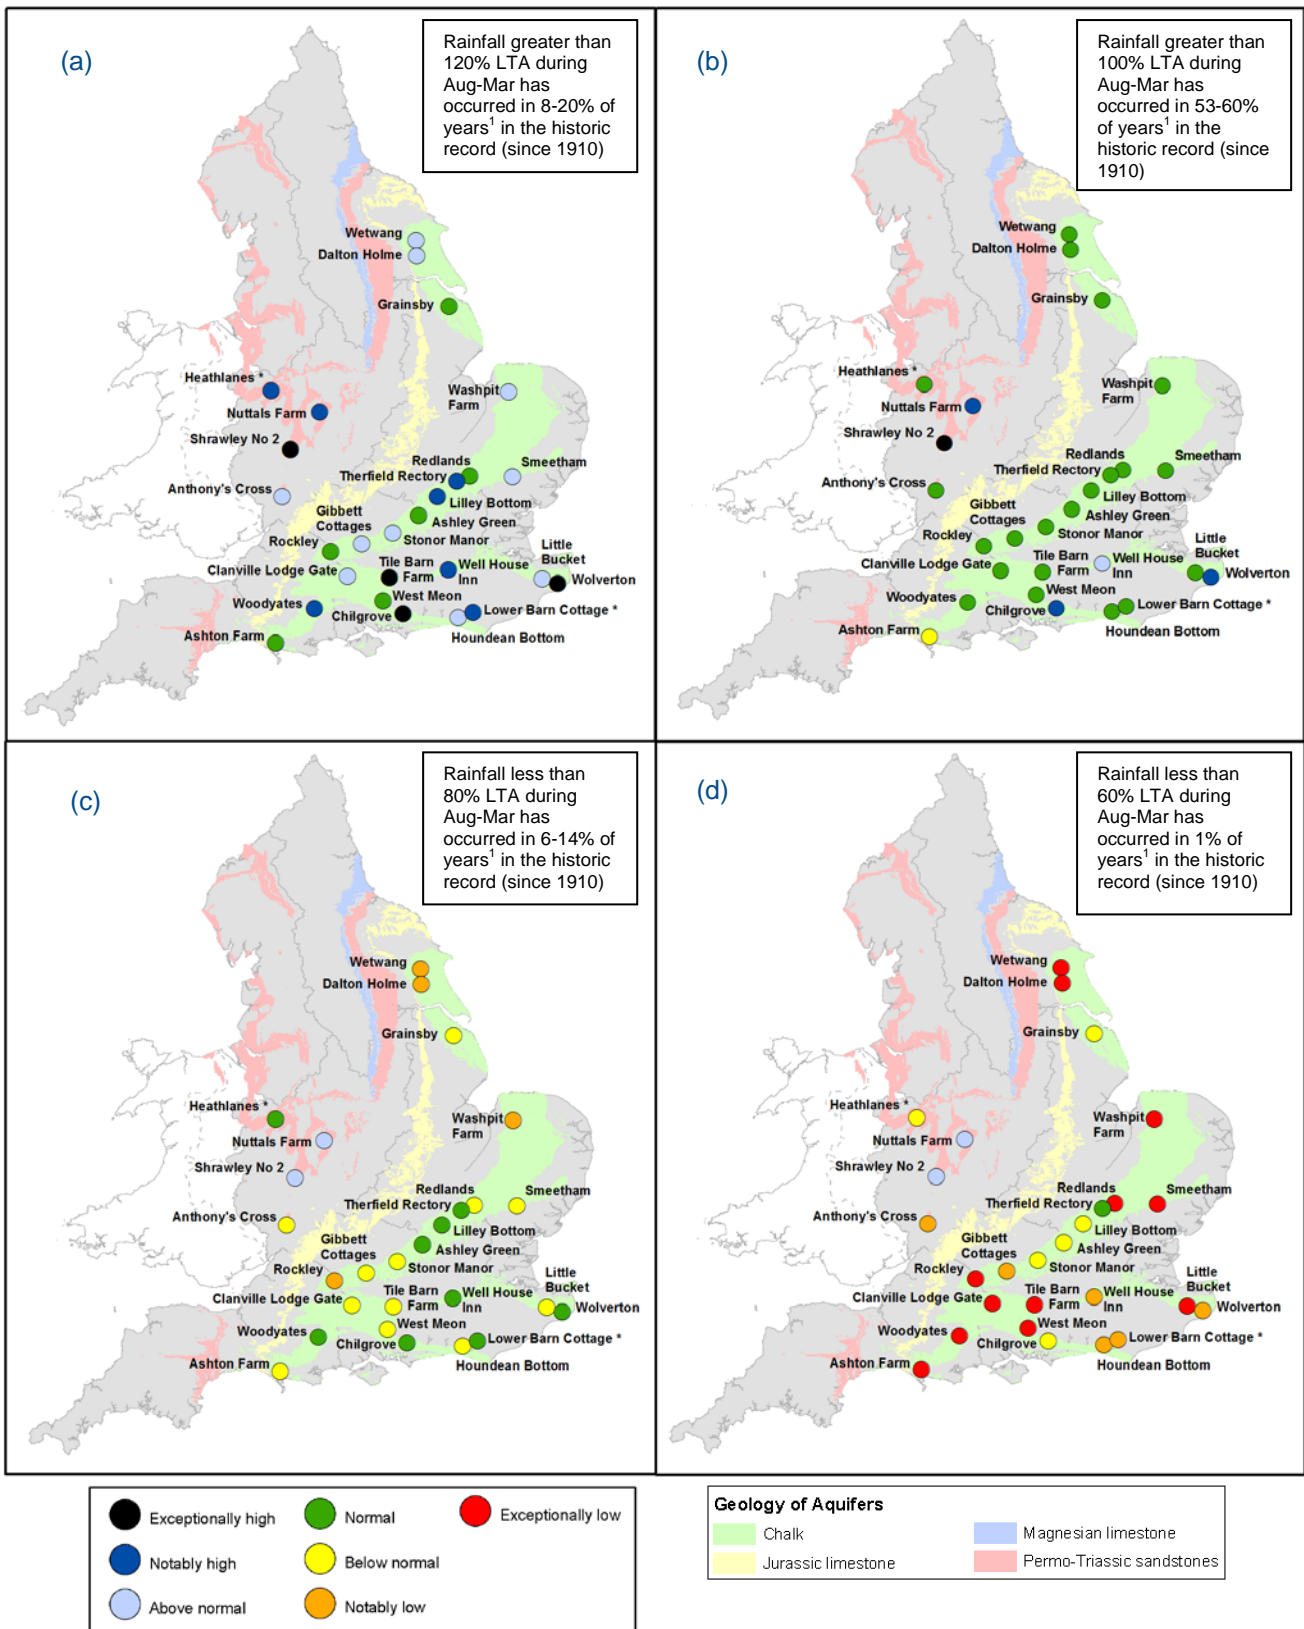 (a)
Rainfall greater than
120% LTA during
Aug-Mar has
occurred in 8-20% of
years¹ in the historic
record (since 1910)
Wetwang
Dalton Holme
Grainsby
Heathlanes *
Washpit
Farm
Nuttals Farm
Shrawley No 2
Redlands
Smeetham
Therfield Rectory
Anthony's Cross
Lilley Bottom
Gibbett
Cottages
Ashley Green
Stonor Manor
Rockley
Little
Bucket
Tile Barn
Farm
Well House
Inn
Clanville Lodge Gate
Wolverton
West Meon
Woodyates
Chilgrove
Lower Barn Cottage *
Ashton Farm
Houndean Bottom
(b)
Rainfall greater than
100% LTA during
Aug-Mar has
occurred in 53-60%
of years¹ in the
historic record (since
1910)
Wetwang
Dalton Holme
Grainsby
Heathlanes *
Washpit
Farm
Nuttals Farm
Shrawley No 2
Redlands
Smeetham
Therfield Rectory
Anthony's Cross
Lilley Bottom
Gibbett
Cottages
Ashley Green
Stonor Manor
Rockley
Little
Bucket
Tile Barn
Farm
Well House
Inn
Clanville Lodge Gate
Wolverton
West Meon
Woodyates
Chilgrove
Lower Barn Cottage *
Ashton Farm
Houndean Bottom
(c)
Rainfall less than
80% LTA during
Aug-Mar has
occurred in 6-14% of
years¹ in the historic
record (since 1910)
Wetwang
Dalton Holme
Grainsby
Heathlanes *
Washpit
Farm
Nuttals Farm
Shrawley No 2
Redlands
Smeetham
Therfield Rectory
Anthony's Cross
Lilley Bottom
Gibbett
Cottages
Ashley Green
Stonor Manor
Rockley
Little
Bucket
Tile Barn
Farm
Well House
Inn
Clanville Lodge Gate
Wolverton
West Meon
Woodyates
Chilgrove
Lower Barn Cottage *
Ashton Farm
Houndean Bottom
(d)
Rainfall less than
60% LTA during
Aug-Mar has
occurred in 1% of
years¹ in the historic
record (since 1910)
Wetwang
Dalton Holme
Grainsby
Heathlanes *
Washpit
Farm
Nuttals Farm
Shrawley No 2
Redlands
Smeetham
Therfield Rectory
Anthony's Cross
Lilley Bottom
Gibbett
Cottages
Ashley Green
Stonor Manor
Rockley
Little
Bucket
Tile Barn
Farm
Well House
Inn
Clanville Lodge Gate
Wolverton
West Meon
Woodyates
Chilgrove
Lower Barn Cottage *
Ashton Farm
Houndean Bottom
Exceptionally high
Normal
Exceptionally low
Notably high
Below normal
Above normal
Notably low
Geology of Aquifers
Chalk
Magnesian limestone
Jurassic limestone
Permo-Triassic sandstones